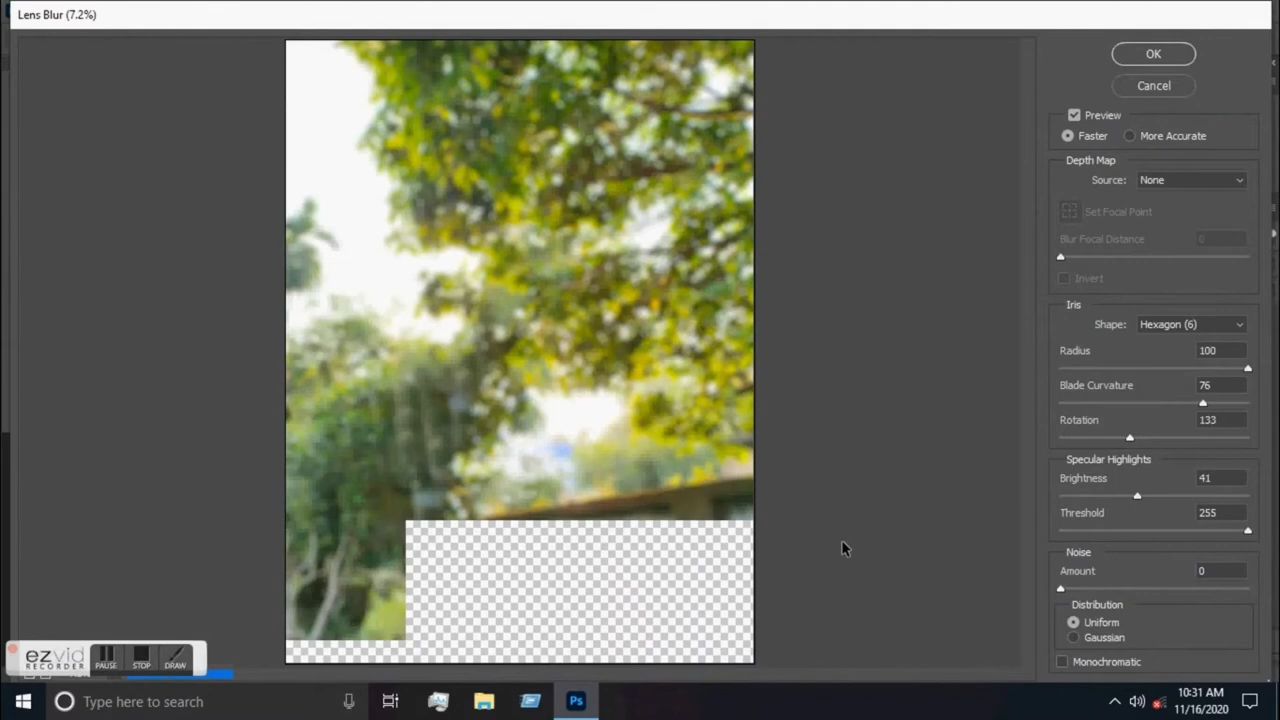 Lens Blur (7.2%)
OK
Cancel
Preview
Faster More Accurate
Depth Map
Source: None
Set Focal Point
Blur Focal Distance 0
Invert
Iris
Shape: Hexagon (6)
Radius 100
Blade Curvature 76
Rotation 133
Specular Highlights
Brightness 41
Threshold 255
Noise
Amount 0
Distribution
Uniform
Gaussian
Monochromatic
ezvid
RECORDER
PAUSE STOP DRAW
Type here to search
Ps
10:31 AM
11/16/2020